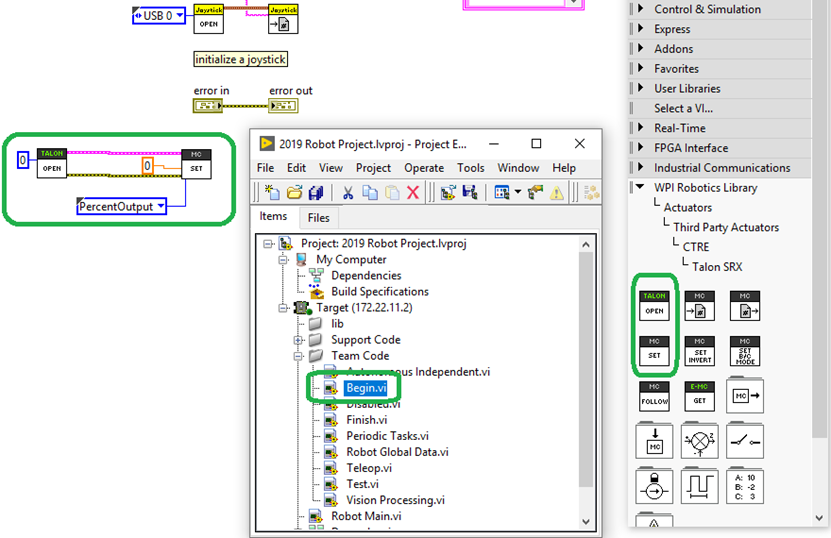 USB 0
Joystick
OPEN
Joystick
initialize a joystick
error in
error out
0
TALON
OPEN
0
MC
SET
PercentOutput
2019 Robot Project.lvproj - Project E...
File Edit View Project Operate Tools Window Help
Items Files
Project: 2019 Robot Project.lvproj
My Computer
Dependencies
Build Specifications
Target (172.22.11.2)
lib
Support Code
Team Code
Autonomous Independent.vi
Begin.vi
Disabled.vi
Finish.vi
Periodic Tasks.vi
Robot Global Data.vi
Teleop.vi
Test.vi
Vision Processing.vi
Robot Main.vi
Control & Simulation
Express
Addons
Favorites
User Libraries
Select a VI...
Real-Time
FPGA Interface
Industrial Communications
WPI Robotics Library
Actuators
Third Party Actuators
CTRE
Talon SRX
TALON
OPEN
MC
#
MC
#
MC
SET
MC
SET
INVERT
MC
SET
B/C
MODE
MC
FOLLOW
E-MC
GET
MC
MC
A: 10
B: -2
C: 3